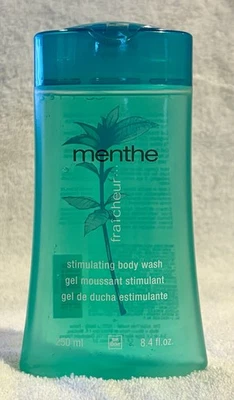 menthe
fraîcheur...
stimulating body wash
gel moussant stimulant
gel de ducha estimulante
250 ml 8.4 fl.oz